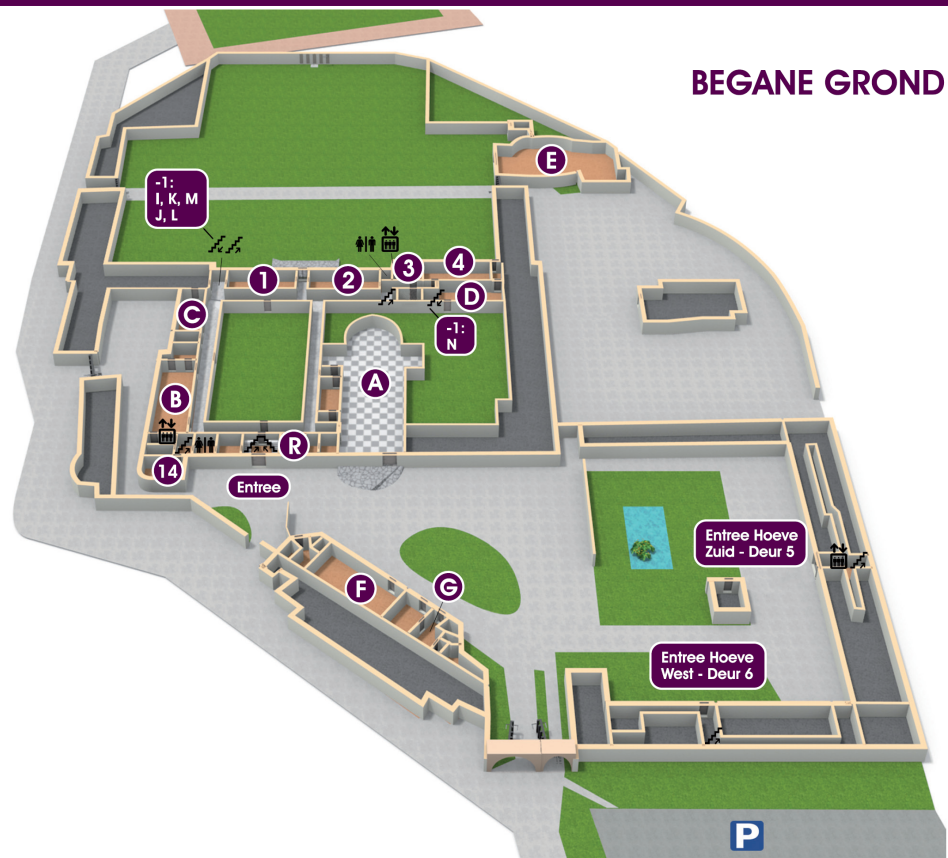 BEGANE GROND
E
-1:
I, K, M
J, L
1
2
3
4
D
C
-1:
N
A
B
R
14
Entree
Entree Hoeve
Zuid - Deur 5
F
G
Entree Hoeve
West - Deur 6
P